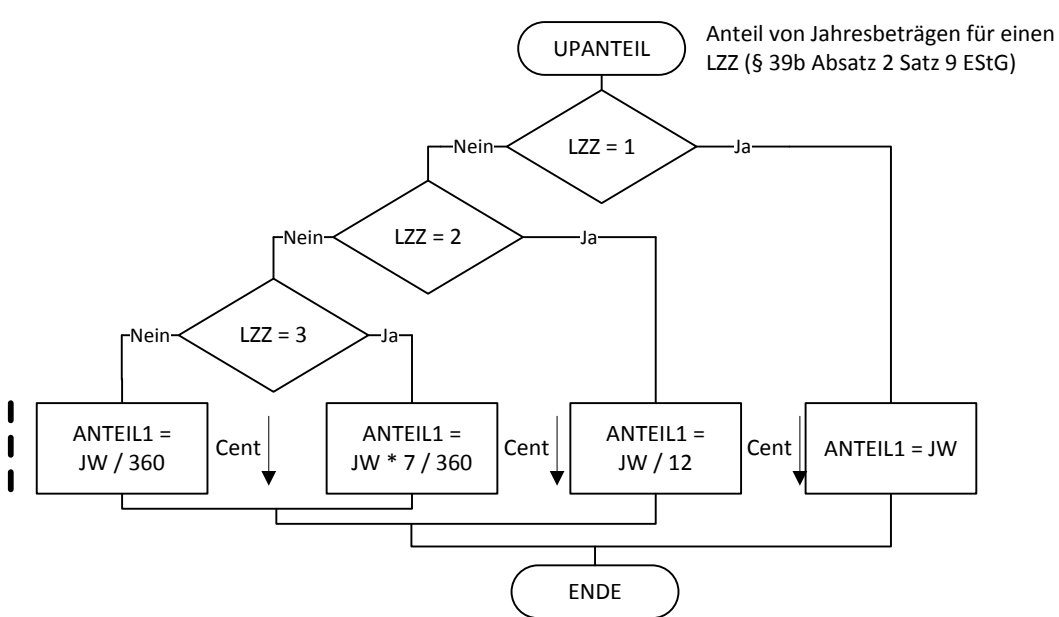 UPANTEIL
Anteil von Jahresbeträgen für einen
LZZ (§ 39b Absatz 2 Satz 9 EStG)
Nein
LZZ = 1
Ja
Nein
LZZ = 2
Ja
Nein
LZZ = 3
Ja
ANTEIL1 =
JW / 360
Cent
ANTEIL1 =
JW * 7 / 360
Cent
ANTEIL1 =
JW / 12
Cent
ANTEIL1 = JW
ENDE